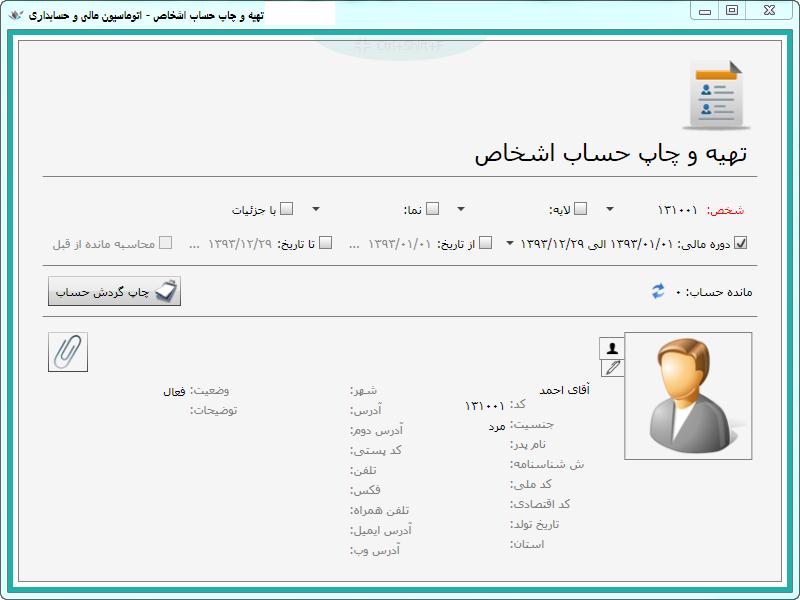 تهیه و چاپ حساب اشخاص - اتوماسیون مالی و حسابداری
Ctrl+Shift+F
تهیه و چاپ حساب اشخاص
شخص: ۱۳۱۰۰۱ لایه: نما: با جزئیات
دوره مالی: ۱۳۹۳/۰۱/۰۱ الی ۱۳۹۳/۱۲/۲۹ از تاریخ: ۱۳۹۳/۰۱/۰۱ ... تا تاریخ: ۱۳۹۳/۱۲/۲۹ ... محاسبه مانده از قبل
مانده حساب: ۰ چاپ گردش حساب
آقای احمد
کد: ۱۳۱۰۰۱
جنسیت: مرد
نام پدر:
ش شناسنامه:
کد ملی:
کد اقتصادی:
تاریخ تولد:
استان:
شهر:
آدرس:
آدرس دوم:
کد پستی:
تلفن:
فکس:
تلفن همراه:
آدرس ایمیل:
آدرس وب:
وضعیت: فعال
توضیحات: